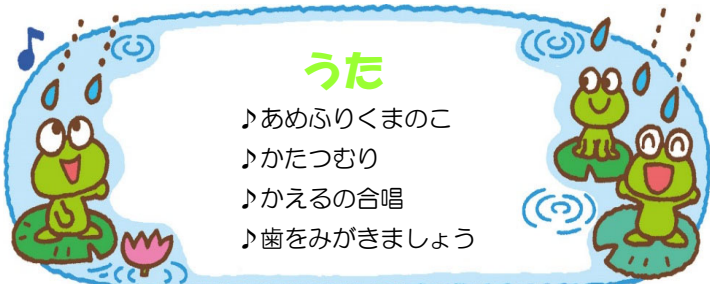 うた
♪あめふりくまのこ
♪かたつむり
♪かえるの合唱
♪歯をみがきましょう